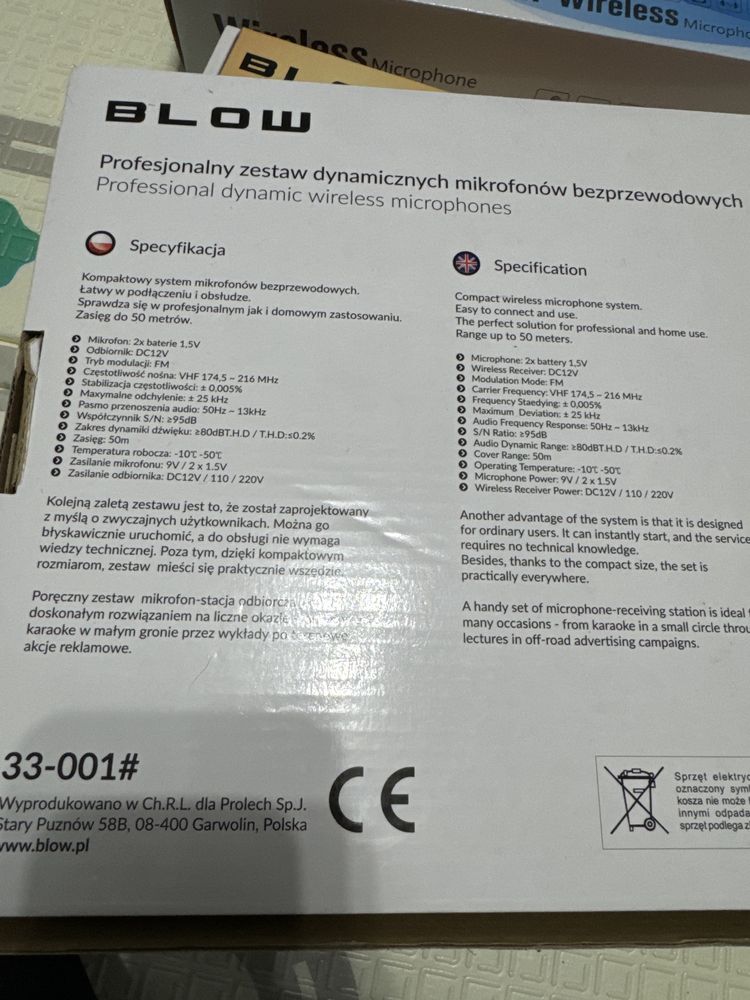 Wireless Microphone
Wireless Microphone
BL
BLOW
Profesjonalny zestaw dynamicznych mikrofonów bezprzewodowych
Professional dynamic wireless microphones
Specyfikacja
Kompaktowy system mikrofonów bezprzewodowych.
Łatwy w podłączeniu i obsłudze.
Sprawdza się w profesjonalnym jak i domowym zastosowaniu.
Zasięg do 50 metrów.
Mikrofon: 2x baterie 1,5V
Odbiornik: DC12V
Tryb modulacji: FM
Częstotliwość nośna: VHF 174,5 ~ 216 MHz
Stabilizacja częstotliwości: ± 0,005%
Maxymalne odchylenie: ± 25 kHz
Pasmo przenoszenia audio: 50Hz ~ 13kHz
Współczynnik S/N: ≥95dB
Zakres dynamiki dźwięku: ≥80dBT.H.D / T.H.D:≤0.2%
Zasięg: 50m
Temperatura robocza: -10℃ -50℃
Zasilanie mikrofonu: 9V / 2 x 1.5V
Zasilanie odbiornika: DC12V / 110 / 220V
Kolejną zaletą zestawu jest to, że został zaprojektowany
z myślą o zwyczajnych użytkownikach. Można go
błyskawicznie uruchomić, a do obsługi nie wymaga
wiedzy technicznej. Poza tym, dzięki kompaktowym
rozmiarom, zestaw mieści się praktycznie wszędzie.
Poręczny zestaw mikrofon-stacja odbiorcza
doskonałym rozwiązaniem na liczne okazje
karaoke w małym gronie przez wykłady po terenowe
akcje reklamowe.
Specification
Compact wireless microphone system.
Easy to connect and use.
The perfect solution for professional and home use.
Range up to 50 meters.
Microphone: 2x battery 1,5V
Wireless Receiver: DC12V
Modulation Mode: FM
Carrier Frequency: VHF 174,5 ~ 216 MHz
Frequency Staedying: ± 0,005%
Maximum Deviation: ± 25 kHz
Audio Frequency Response: 50Hz ~ 13kHz
S/N Ratio: ≥95dB
Audio Dynamic Range: ≥80dBT.H.D / T.H.D:≤0.2%
Cover Range: 50m
Operating Temperature: -10℃ -50℃
Microphone Power: 9V / 2 x 1.5V
Wireless Receiver Power: DC12V / 110 / 220V
Another advantage of the system is that it is designed
for ordinary users. It can instantly start, and the service
requires no technical knowledge.
Besides, thanks to the compact size, the set is
practically everywhere.
A handy set of microphone-receiving station is ideal
many occasions - from karaoke in a small circle throu
lectures in off-road advertising campaigns.
33-001#
Wyprodukowano w Ch.R.L. dla Prolech Sp.J.
Stary Puznów 58B, 08-400 Garwolin, Polska
www.blow.pl
CE
Sprzęt elektryc
oznaczony sym
kosza nie może
innymi odpada
sprzęt podlega z